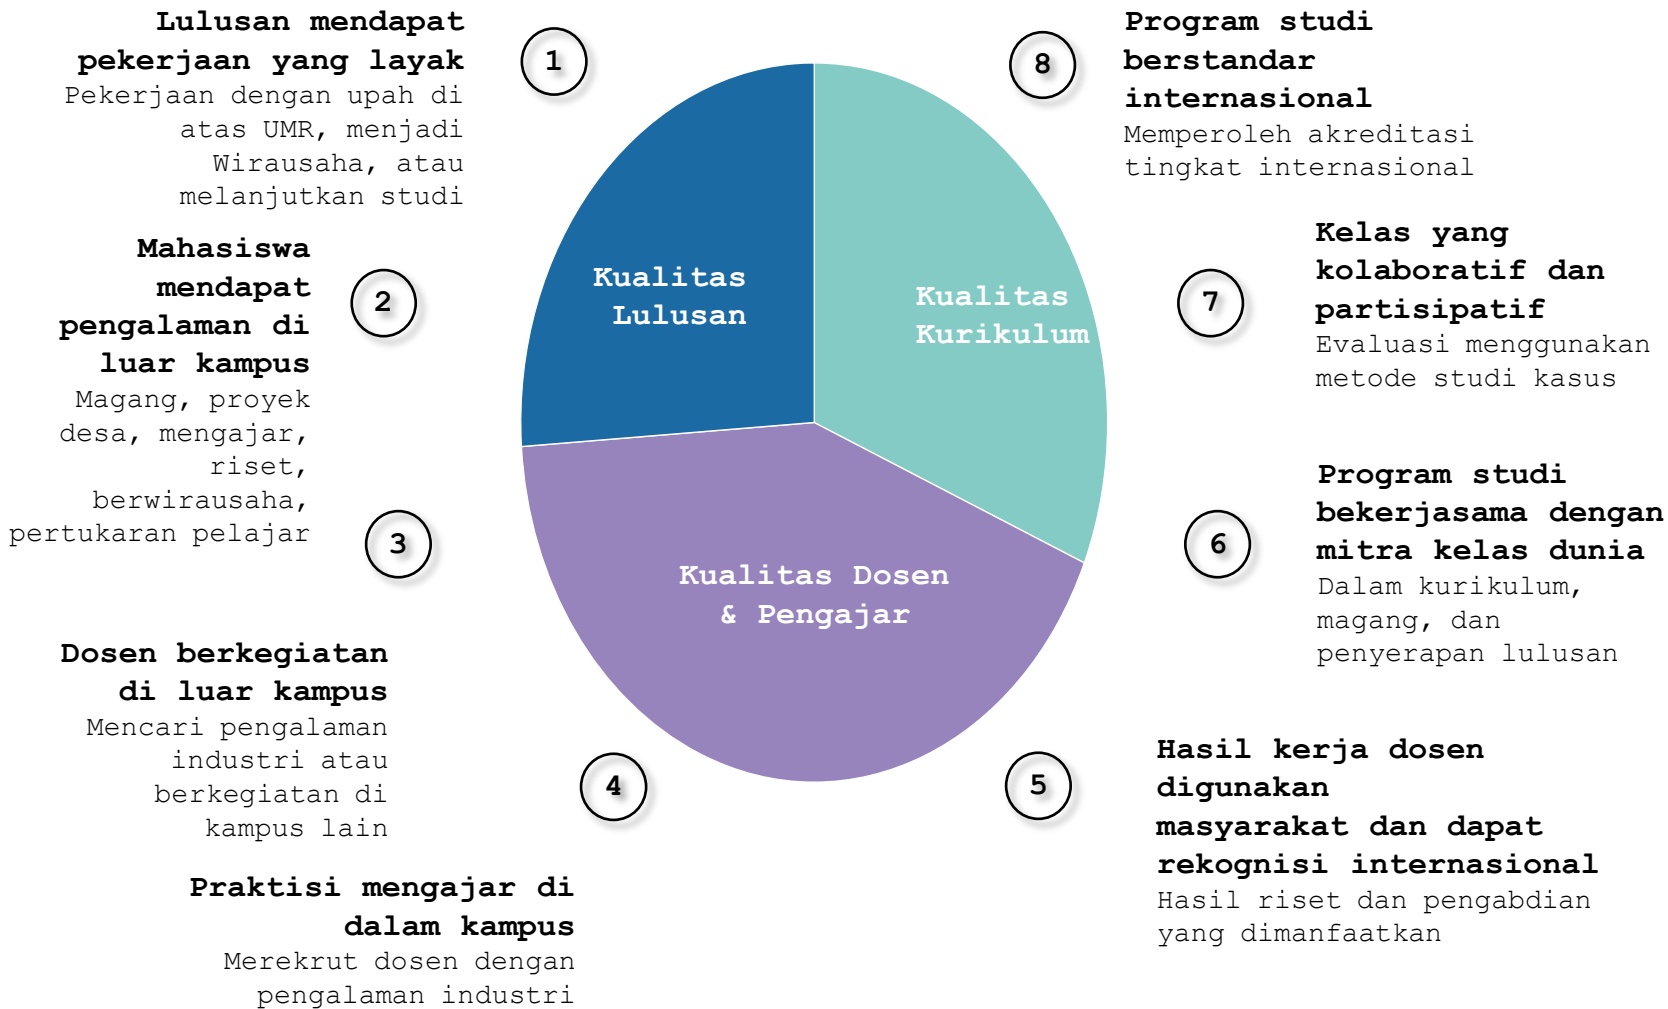 1
Lulusan mendapat
pekerjaan yang layak
Pekerjaan dengan upah di
atas UMR, menjadi
Wirausaha, atau
melanjutkan studi
2
Mahasiswa
mendapat
pengalaman di
luar kampus
Magang, proyek
desa, mengajar,
riset,
berwirausaha,
pertukaran pelajar
3
Dosen berkegiatan
di luar kampus
Mencari pengalaman
industri atau
berkegiatan di
kampus lain
4
Praktisi mengajar di
dalam kampus
Merekrut dosen dengan
pengalaman industri
Kualitas
Lulusan
Kualitas
Kurikulum
Kualitas Dosen
& Pengajar
8
Program studi
berstandar
internasional
Memperoleh akreditasi
tingkat internasional
7
Kelas yang
kolaboratif dan
partisipatif
Evaluasi menggunakan
metode studi kasus
6
Program studi
bekerjasama dengan
mitra kelas dunia
Dalam kurikulum,
magang, dan
penyerapan lulusan
5
Hasil kerja dosen
digunakan
masyarakat dan dapat
rekognisi internasional
Hasil riset dan pengabdian
yang dimanfaatkan